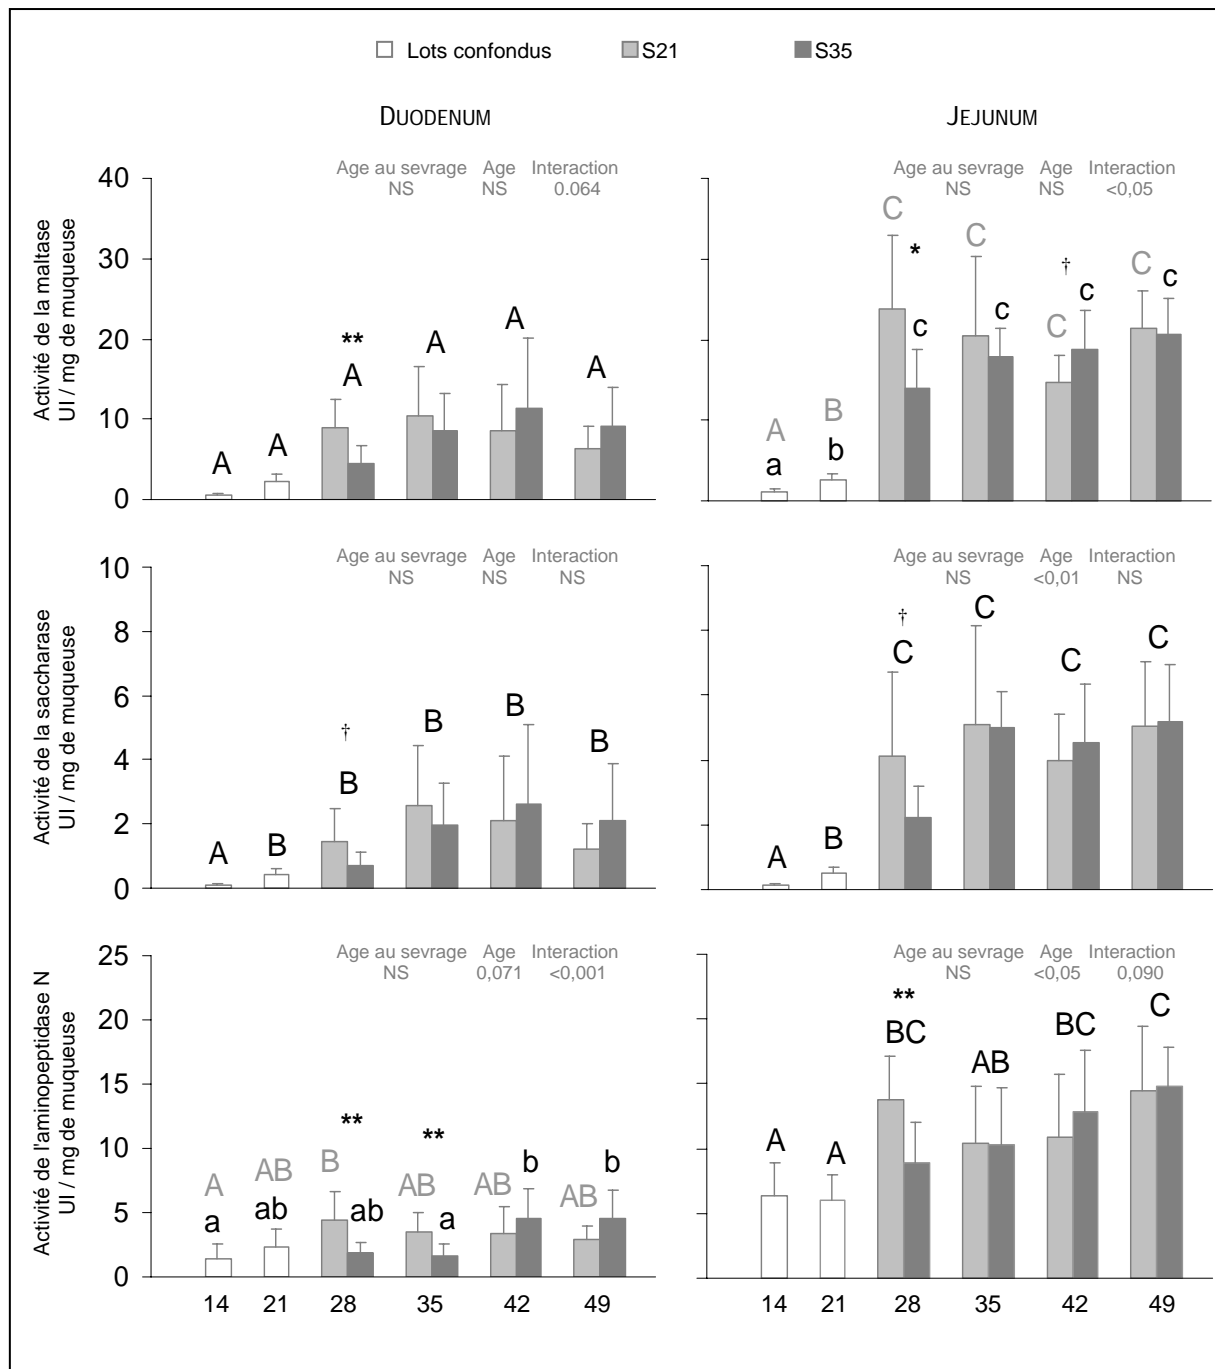 Lots confondus S21 S35
DUODENUM JEJUNUM
Age au sevrage Age Interaction
NS NS 0.064
Age au sevrage Age Interaction
NS NS <0,05
Activité de la maltase
UI / mg de muqueuse
40
30
20
10
0
A A ** A A A A
A a B b C * c C c C † c C c
Age au sevrage Age Interaction
NS NS NS
Age au sevrage Age Interaction
NS <0,01 NS
Activité de la saccharase
UI / mg de muqueuse
10
8
6
4
2
0
A B † B B B B
A B † C C C C
Age au sevrage Age Interaction
NS 0,071 <0,001
Age au sevrage Age Interaction
NS <0,05 0,090
Activité de l'aminopeptidase N
UI / mg de muqueuse
25
20
15
10
5
0
A a AB ab B ** ab AB ** a AB b AB b
A A ** BC AB BC C
14 21 28 35 42 49
14 21 28 35 42 49